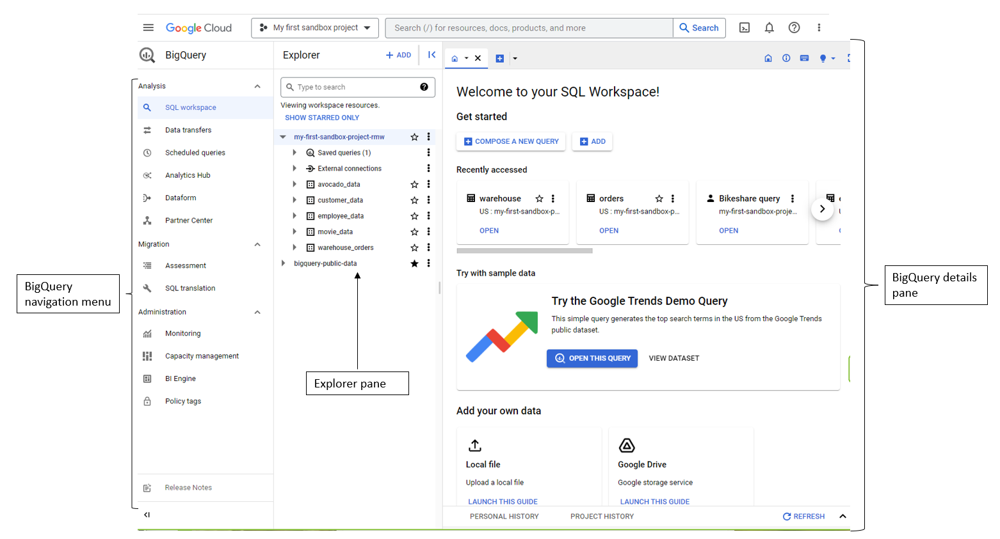 Google Cloud
My first sandbox project
Search (/) for resources, docs, products, and more
Search
BigQuery
Analysis
SQL workspace
Data transfers
Scheduled queries
Analytics Hub
Dataform
Partner Center
Migration
Assessment
SQL translation
Administration
Monitoring
Capacity management
BI Engine
Policy tags
Release Notes
Explorer
ADD
Type to search
Viewing workspace resources.
SHOW STARRED ONLY
my-first-sandbox-project-rmw
Saved queries (1)
External connections
avocado_data
customer_data
employee_data
movie_data
warehouse_orders
bigquery-public-data
Welcome to your SQL Workspace!
Get started
COMPOSE A NEW QUERY
ADD
Recently accessed
warehouse
US : my-first-sandbox-p...
OPEN
orders
US : my-first-sandbox-p...
OPEN
Bikeshare query
my-first-sandbox-proje...
OPEN
Try with sample data
Try the Google Trends Demo Query
This simple query generates the top search terms in the US from the Google Trends
public dataset.
OPEN THIS QUERY
VIEW DATASET
Add your own data
Local file
Upload a local file
LAUNCH THIS GUIDE
Google Drive
Google storage service
LAUNCH THIS GUIDE
PERSONAL HISTORY
PROJECT HISTORY
REFRESH
BigQuery
navigation menu
Explorer pane
BigQuery details
pane